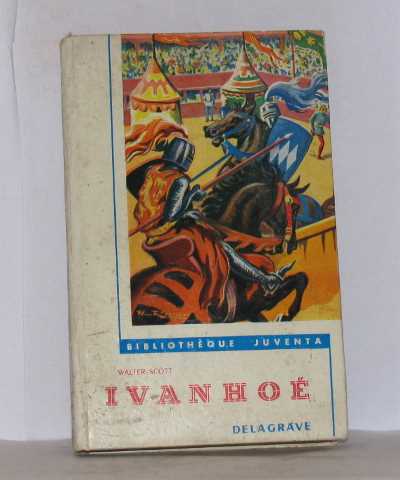 BIBLIOTHÈQUE JUVENTA
WALTER SCOTT
IVANHOÉ
DELAGRAVE